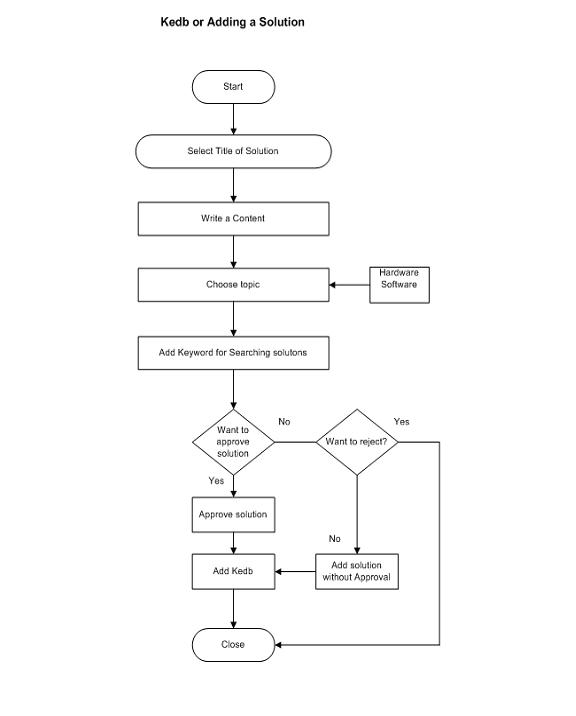 Kedb or Adding a Solution
Start
Select Title of Solution
Write a Content
Choose topic
Hardware
Software
Add Keyword for Searching solutons
Want to
approve
solution
No
Want to reject?
Yes
Yes
Approve solution
No
Add Kedb
Add solution
without Approval
Close